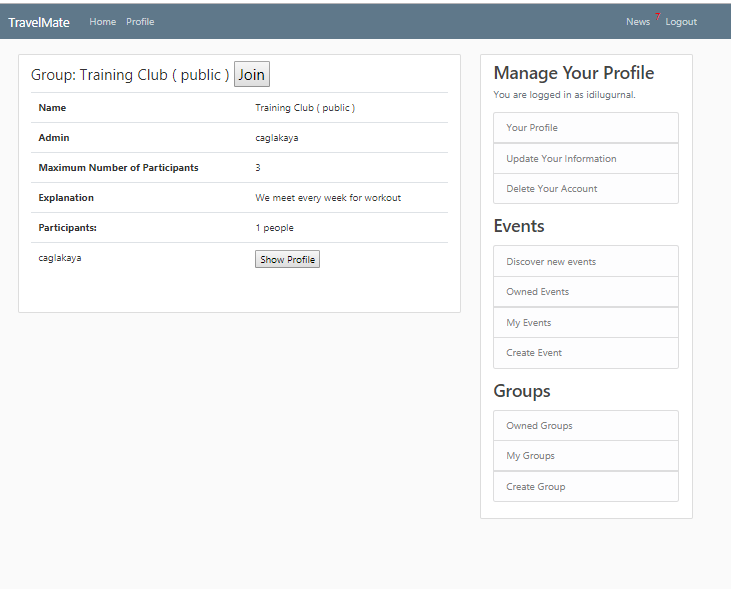 TravelMate Home Profile News Logout
Group: Training Club ( public ) Join
Name Training Club ( public )
Admin caglakaya
Maximum Number of Participants 3
Explanation We meet every week for workout
Participants: 1 people
caglakaya Show Profile
Manage Your Profile
You are logged in as idilugurnal.
Your Profile
Update Your Information
Delete Your Account
Events
Discover new events
Owned Events
My Events
Create Event
Groups
Owned Groups
My Groups
Create Group